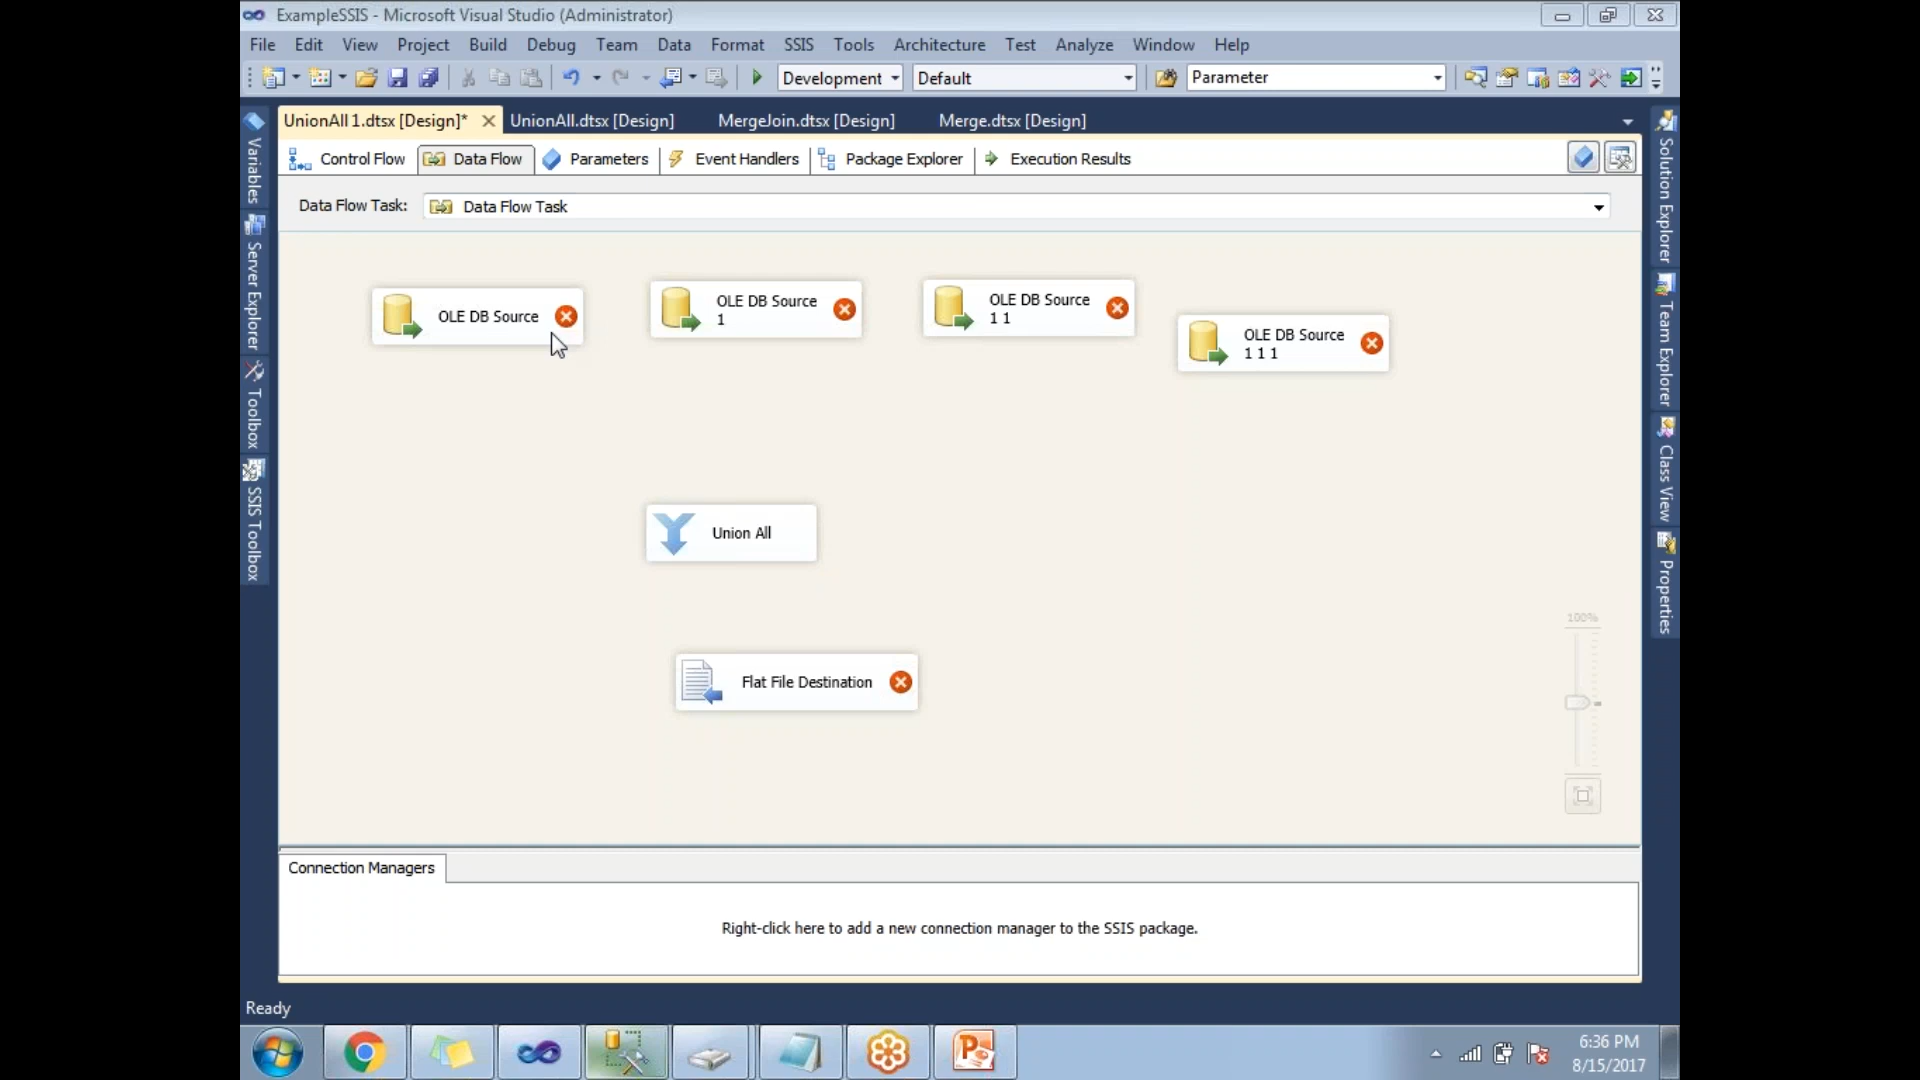 ExampleSSIS - Microsoft Visual Studio (Administrator)
File Edit View Project Build Debug Team Data Format SSIS Tools Architecture Test Analyze Window Help
Development Default Parameter
UnionAll 1.dtsx [Design]* UnionAll.dtsx [Design] MergeJoin.dtsx [Design] Merge.dtsx [Design]
Control Flow Data Flow Parameters Event Handlers Package Explorer Execution Results
Data Flow Task: Data Flow Task
Variables
Server Explorer
Toolbox
SSIS Toolbox
OLE DB Source
OLE DB Source
1
OLE DB Source
1 1
OLE DB Source
1 1 1
Union All
Flat File Destination
100%
Solution Explorer
Team Explorer
Class View
Properties
Connection Managers
Right-click here to add a new connection manager to the SSIS package.
Ready
6:36 PM
8/15/2017